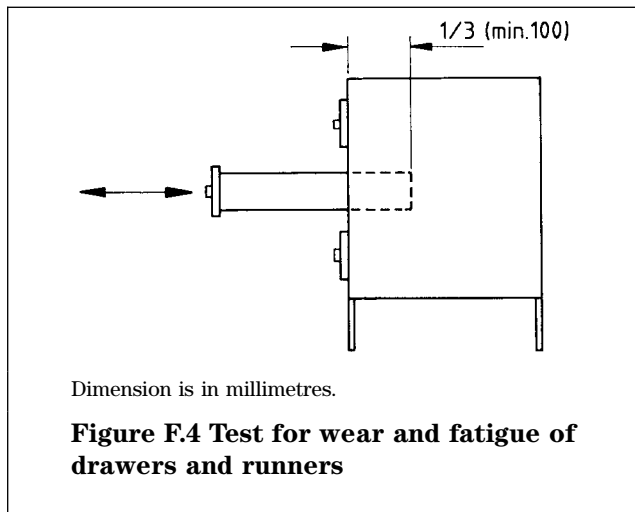 1/3 (min.100)
Dimension is in millimetres.
Figure F.4 Test for wear and fatigue of
drawers and runners